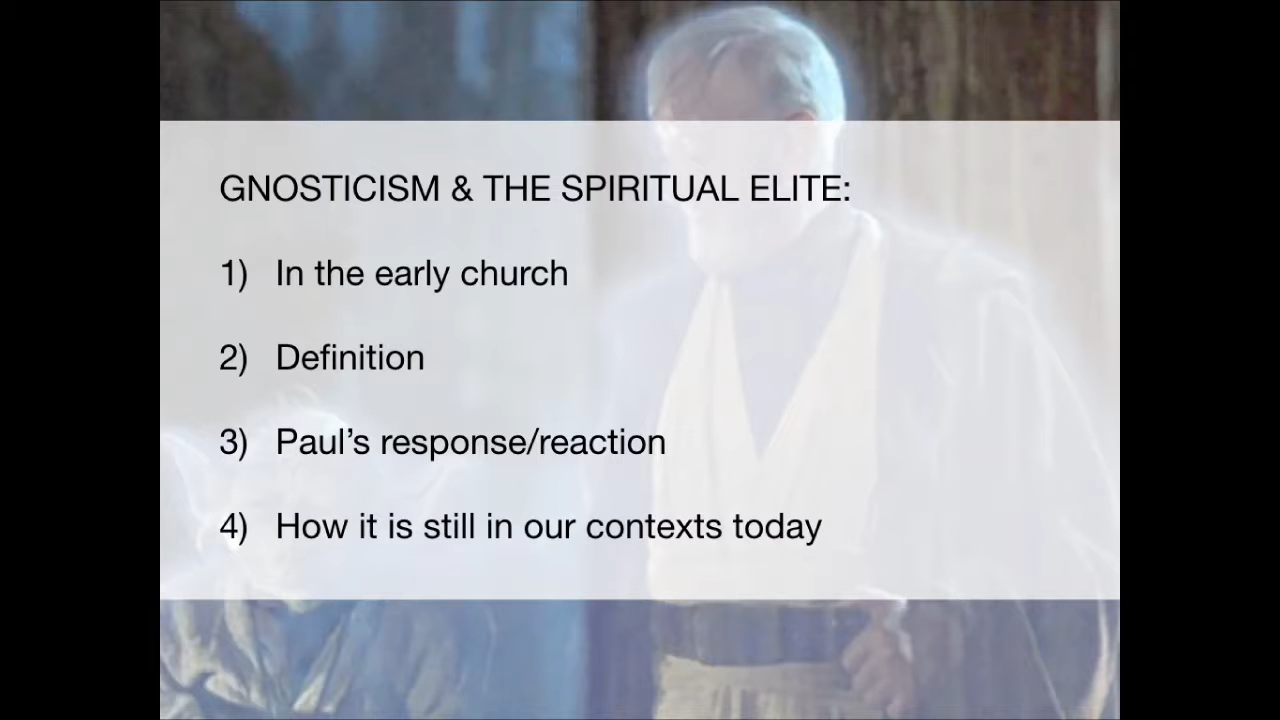 GNOSTICISM & THE SPIRITUAL ELITE:
1) In the early church
2) Definition
3) Paul’s response/reaction
4) How it is still in our contexts today